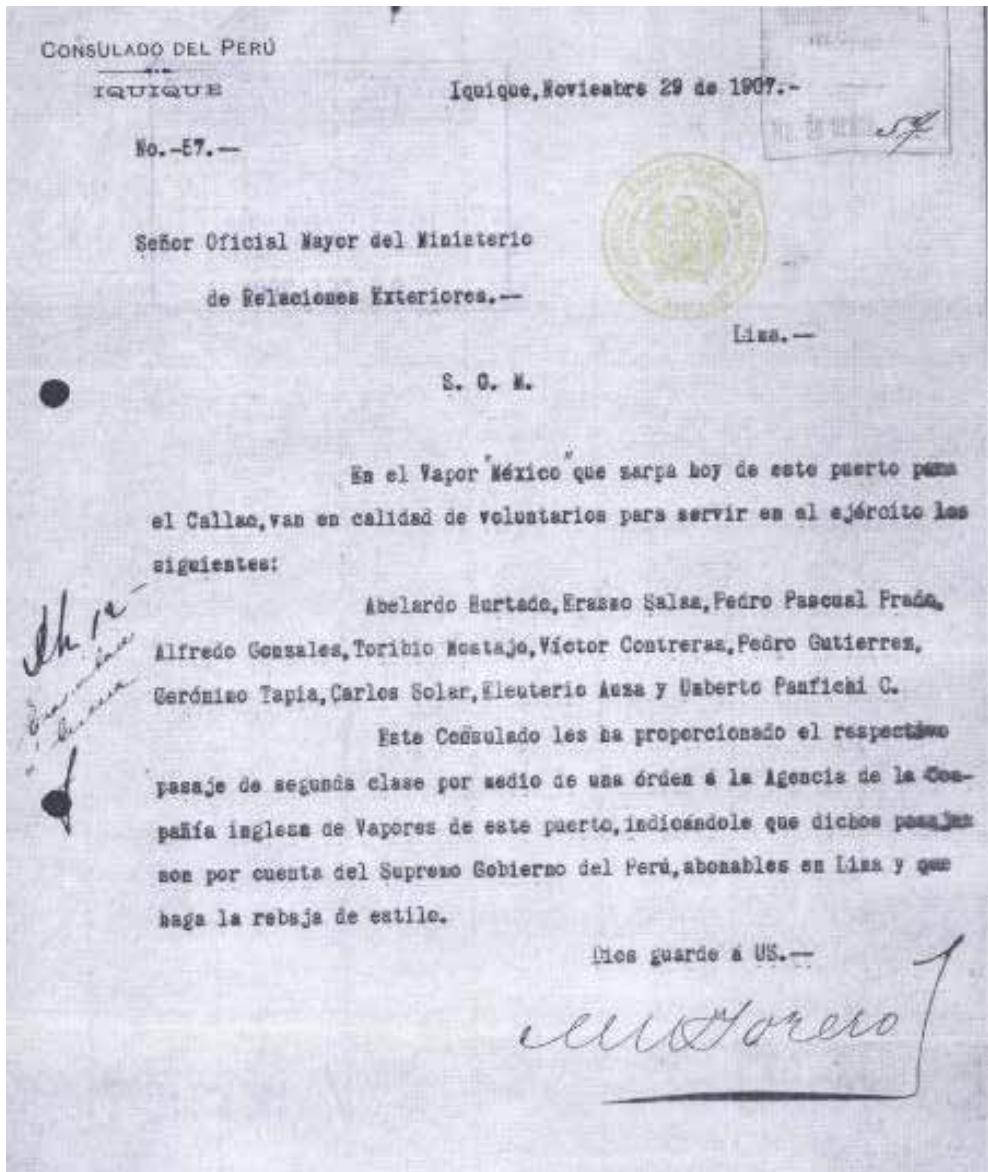 CONSULADO DEL PERÚ
IQUIQUE
Iquique, Noviembre 29 de 1907.-
57
No.-57.—
Señor Oficial Mayor del Ministerio
de Relaciones Exteriores.—
Lima.—
S. O. M.
En el Vapor "México" que zarpa hoy de este puerto para
el Callao, van en calidad de voluntarios para servir en el ejército los
siguientes:
Abelardo Hurtado, Erasmo Salas, Pedro Pascual Prado,
Alfredo Gonzales, Toribio Mostajo, Víctor Contreras, Pedro Gutierrez,
Gerónimo Tapia, Carlos Solar, Eleuterio Ausa y Umberto Panfichi C.
Este Consulado les ha proporcionado el respectivo
pasaje de segunda clase por medio de una órden á la Agencia de la Com-
pañía inglesa de Vapores de este puerto, indicándole que dichos pasajes
son por cuenta del Supremo Gobierno del Perú, abonables en Lima y que
haga la rebaja de estilo.
Dios guarde a US.—